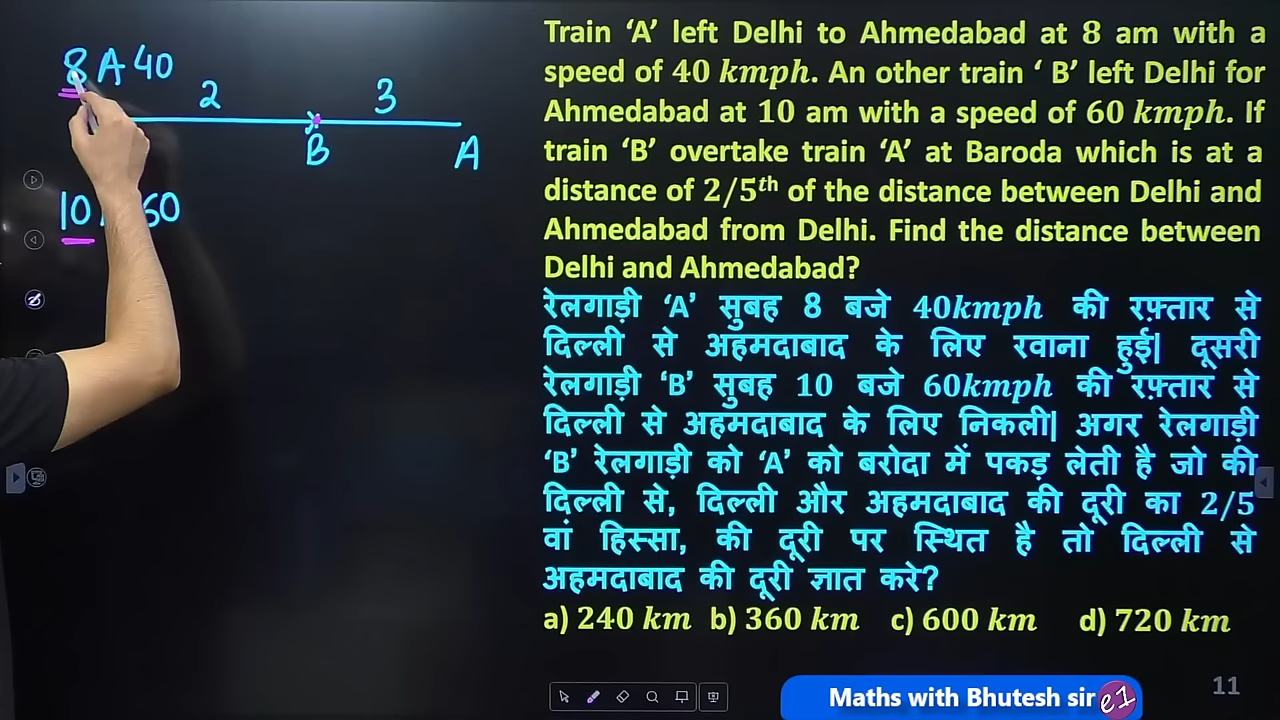 8 A 40
2 3
B A
10 60
Train ‘A’ left Delhi to Ahmedabad at 8 am with a
speed of 40 kmph. An other train ‘ B’ left Delhi for
Ahmedabad at 10 am with a speed of 60 kmph. If
train ‘B’ overtake train ‘A’ at Baroda which is at a
distance of 2/5th of the distance between Delhi and
Ahmedabad from Delhi. Find the distance between
Delhi and Ahmedabad?
रेलगाड़ी ‘A’ सुबह 8 बजे 40kmph की रफ़्तार से
दिल्ली से अहमदाबाद के लिए रवाना हुई| दूसरी
रेलगाड़ी ‘B’ सुबह 10 बजे 60kmph की रफ़्तार से
दिल्ली से अहमदाबाद के लिए निकली| अगर रेलगाड़ी
‘B’ रेलगाड़ी को ‘A’ को बरोदा में पकड़ लेती है जो की
दिल्ली से, दिल्ली और अहमदाबाद की दूरी का 2/5
वां हिस्सा, की दूरी पर स्थित है तो दिल्ली से
अहमदाबाद की दूरी ज्ञात करे?
a) 240 km b) 360 km c) 600 km d) 720 km
Maths with Bhutesh sir e1
11